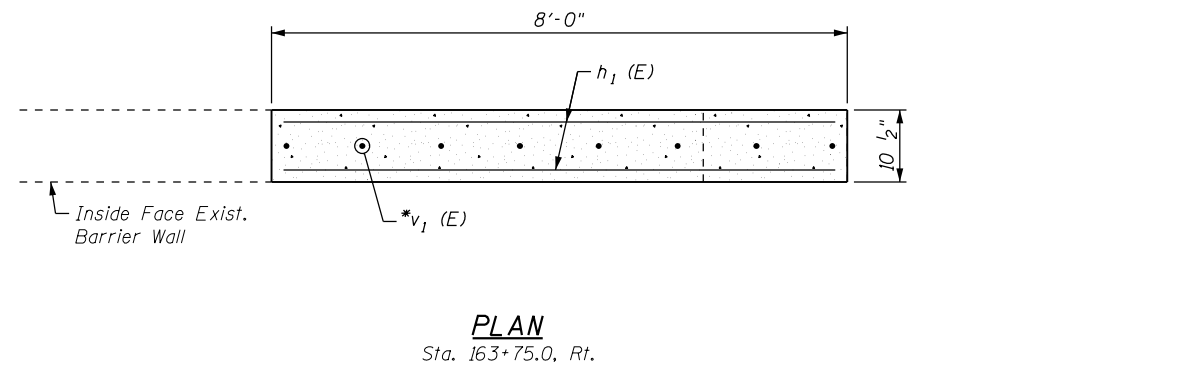 8'-0"
h1 (E)
10 ½"
*v1 (E)
Inside Face Exist.
Barrier Wall
PLAN
Sta. 163+75.0, Rt.